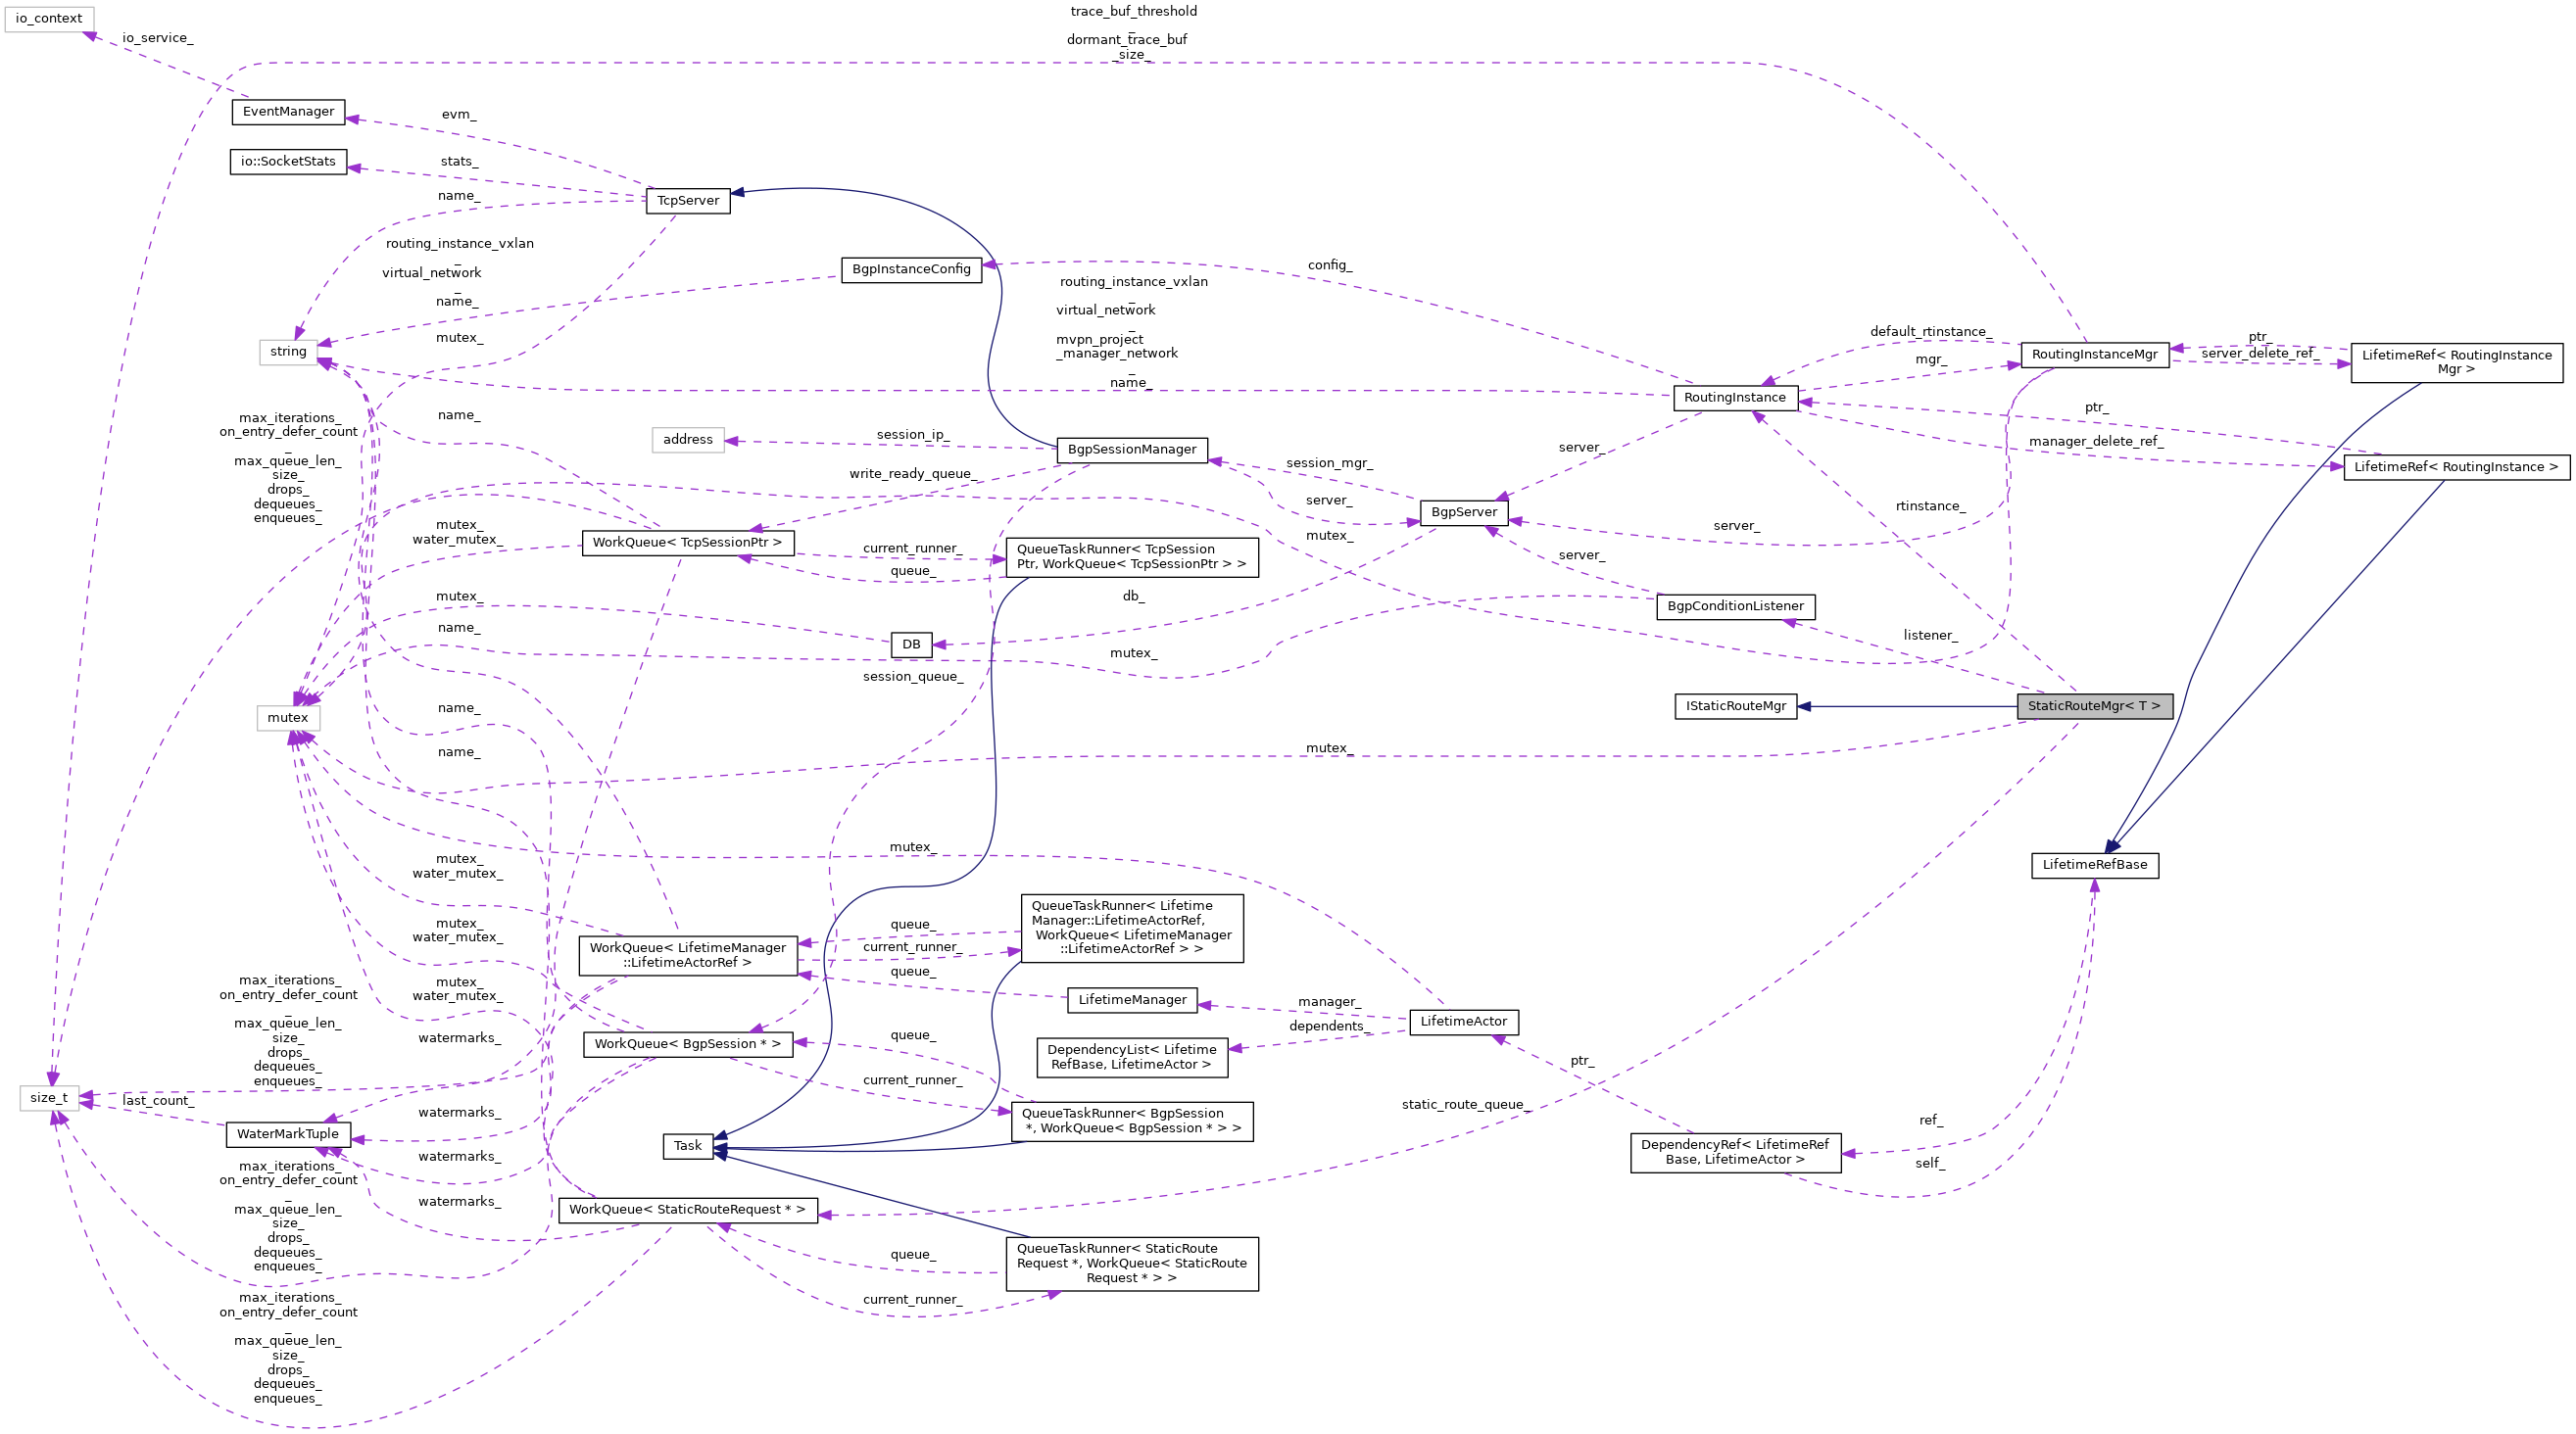 io_context
io_service_
trace_buf_threshold
_
dormant_trace_buf
_size_
EventManager
evm_
io::SocketStats
stats_
TcpServer
name_
routing_instance_vxlan
_
virtual_network
_
name_
BgpInstanceConfig
config_
routing_instance_vxlan
_
virtual_network
_
mvpn_project
_manager_network
_
name_
string
mutex_
default_rtinstance_
mgr_
RoutingInstanceMgr
ptr_
server_delete_ref_
LifetimeRef< RoutingInstance
Mgr >
RoutingInstance
ptr_
manager_delete_ref_
LifetimeRef< RoutingInstance >
max_iterations_
on_entry_defer_count
_
max_queue_len_
size_
drops_
dequeues_
enqueues_
name_
address
session_ip_
BgpSessionManager
write_ready_queue_
session_mgr_
server_
server_
BgpServer
rtinstance_
server_
mutex_
water_mutex_
WorkQueue< TcpSessionPtr >
current_runner_
queue_
QueueTaskRunner< TcpSession
Ptr, WorkQueue< TcpSessionPtr > >
mutex_
server_
mutex_
db_
BgpConditionListener
name_
DB
mutex_
listener_
session_queue_
mutex
name_
IStaticRouteMgr
StaticRouteMgr< T >
name_
mutex_
mutex_
water_mutex_
mutex_
LifetimeRefBase
mutex_
water_mutex_
WorkQueue< LifetimeManager
::LifetimeActorRef >
queue_
current_runner_
queue_
QueueTaskRunner< Lifetime
Manager::LifetimeActorRef,
WorkQueue< LifetimeManager
::LifetimeActorRef > >
max_iterations_
on_entry_defer_count
_
max_queue_len_
size_
drops_
dequeues_
enqueues_
mutex_
water_mutex_
LifetimeManager
manager_
dependents_
LifetimeActor
watermarks_
WorkQueue< BgpSession * >
queue_
DependencyList< Lifetime
RefBase, LifetimeActor >
ptr_
current_runner_
size_t
last_count_
WaterMarkTuple
watermarks_
QueueTaskRunner< BgpSession
*, WorkQueue< BgpSession * > >
static_route_queue_
ref_
Task
watermarks_
DependencyRef< LifetimeRef
Base, LifetimeActor >
self_
max_iterations_
on_entry_defer_count
_
max_queue_len_
size_
drops_
dequeues_
enqueues_
watermarks_
WorkQueue< StaticRouteRequest * >
queue_
QueueTaskRunner< StaticRoute
Request *, WorkQueue< StaticRoute
Request * > >
current_runner_
max_iterations_
on_entry_defer_count
_
max_queue_len_
size_
drops_
dequeues_
enqueues_